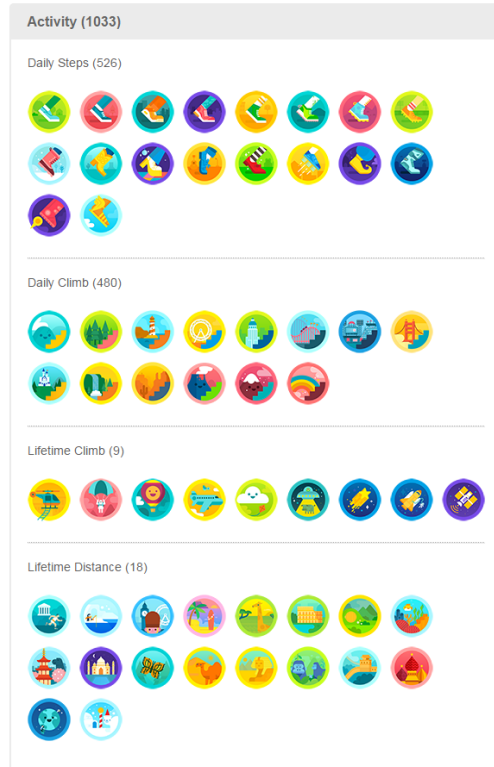 Activity (1033)
Daily Steps (526)
Daily Climb (480)
Lifetime Climb (9)
Lifetime Distance (18)